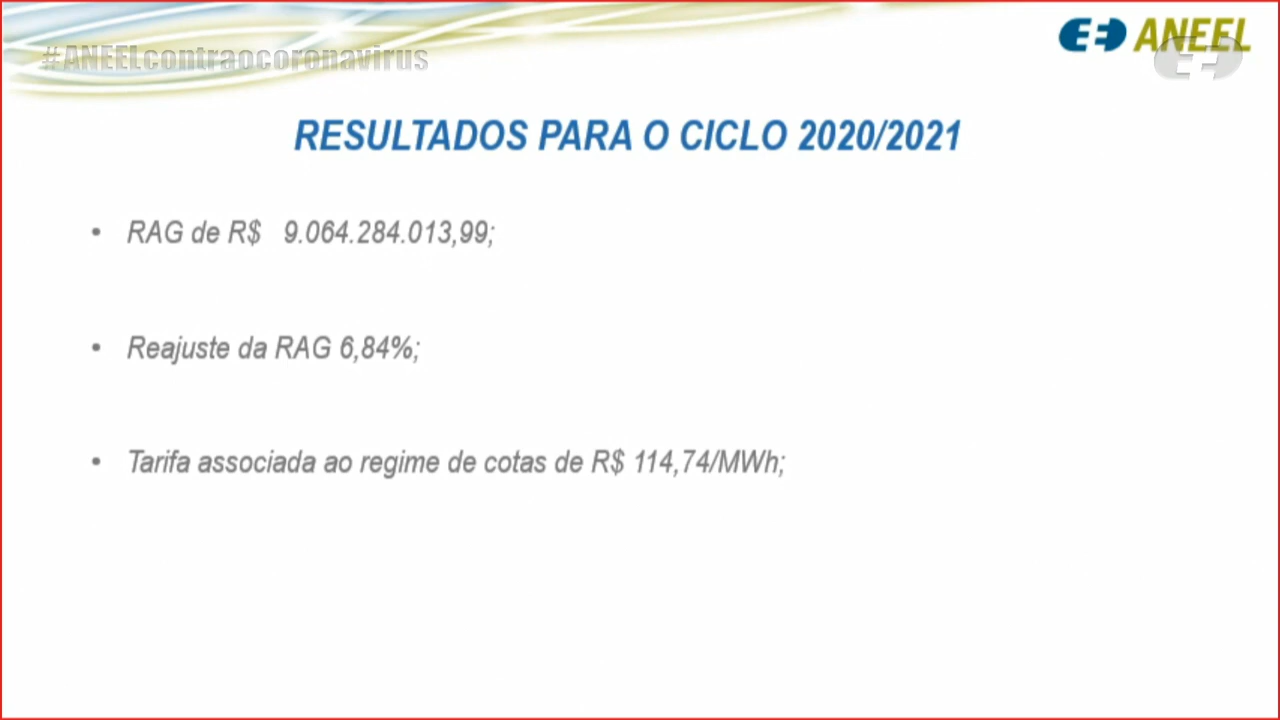 #ANEELcontraocoronavirus
ANEEL
RESULTADOS PARA O CICLO 2020/2021
• RAG de R$ 9.064.284.013,99;
• Reajuste da RAG 6,84%;
• Tarifa associada ao regime de cotas de R$ 114,74/MWh;